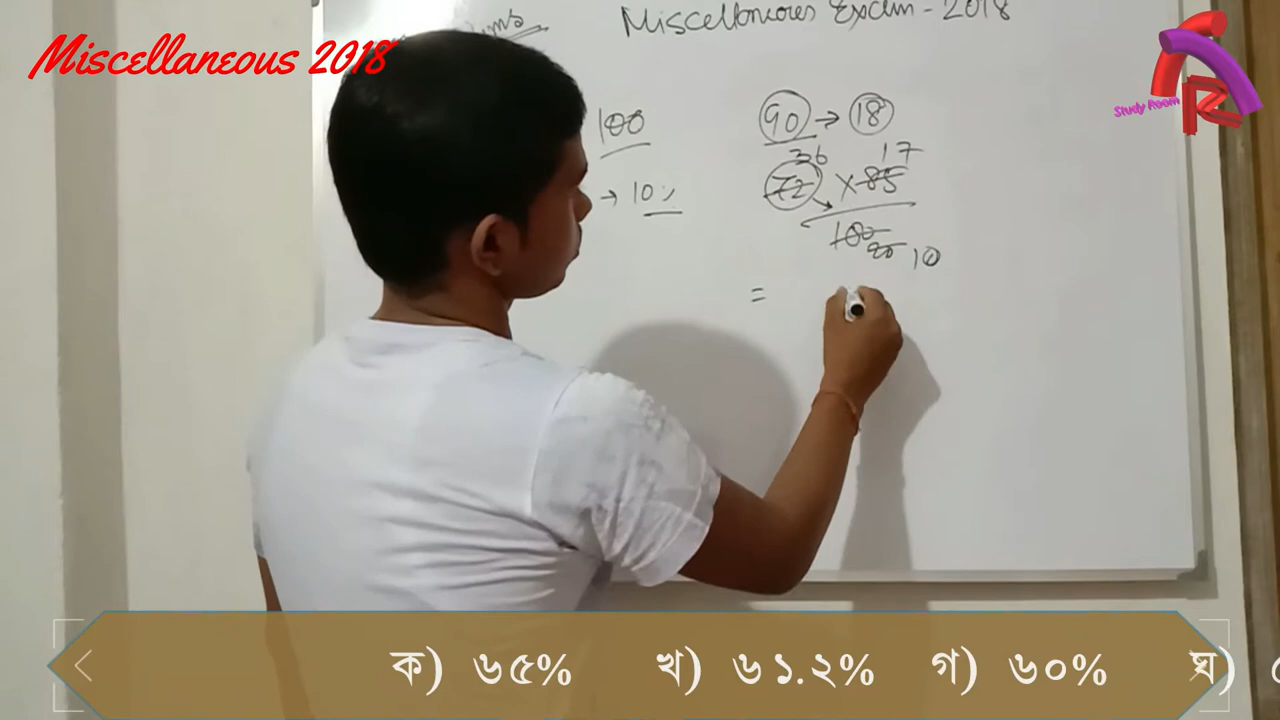 Miscellaneous Exam - 2018
Miscellaneous 2018
Study Room
R
100
→ 10%
90 → 18
36 17
72 × 85
100
20 10
=
ক) ৬৫% খ) ৬১.২% গ) ৬০% ঘ)